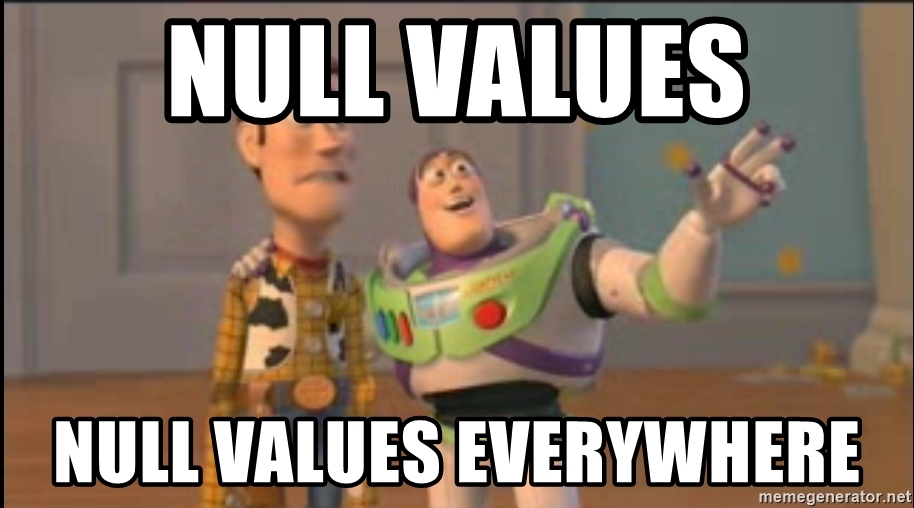 NULL VALUES
NULL VALUES EVERYWHERE
memegenerator.net